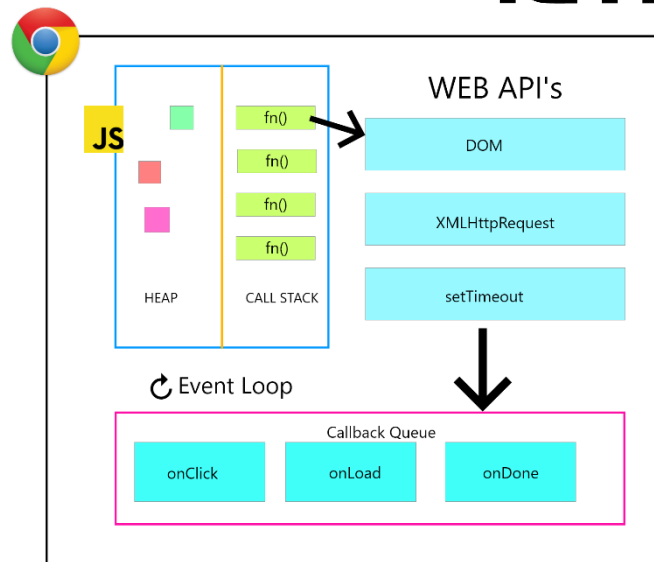 JS
WEB API's
fn()
DOM
fn()
XMLHttpRequest
fn()
fn()
setTimeout
HEAP
CALL STACK
Event Loop
Callback Queue
onClick
onLoad
onDone